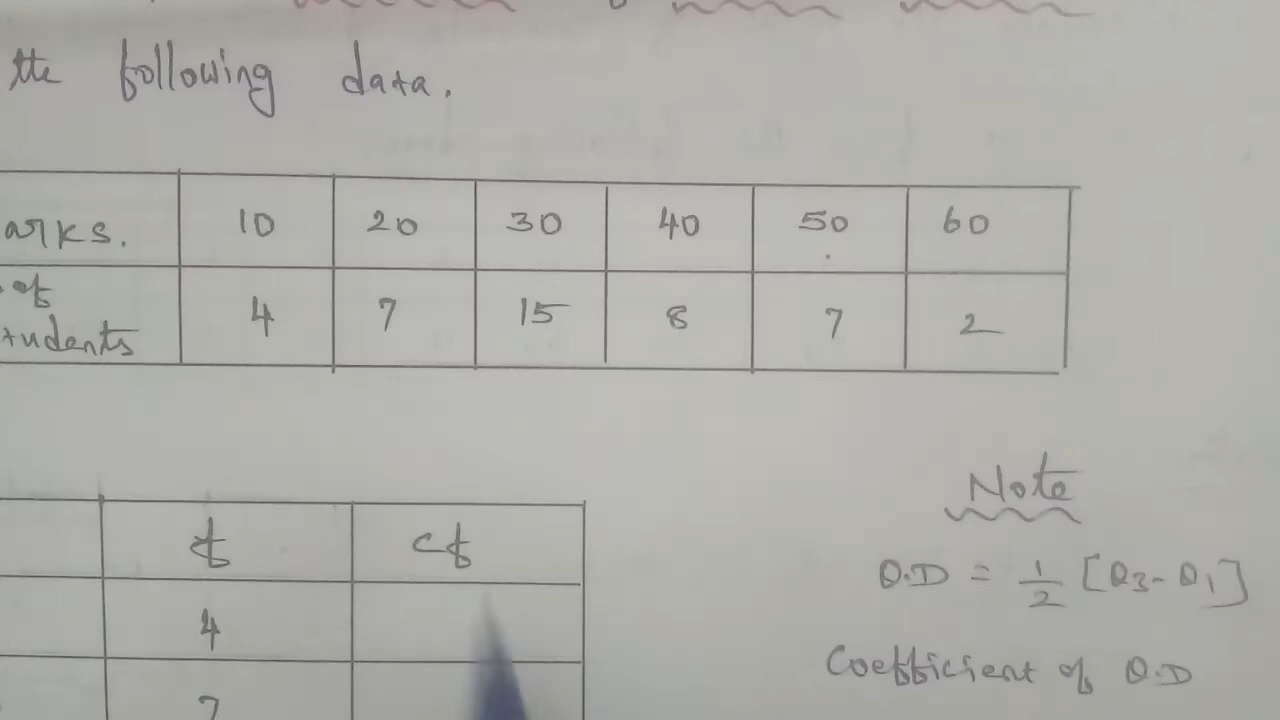 the following data.
arks. 10 20 30 40 50 60
of
tudents 4 7 15 8 7 2
Note
f cf
Q.D = 1/2 [Q3 - Q1]
4
Coefficient of Q.D
7